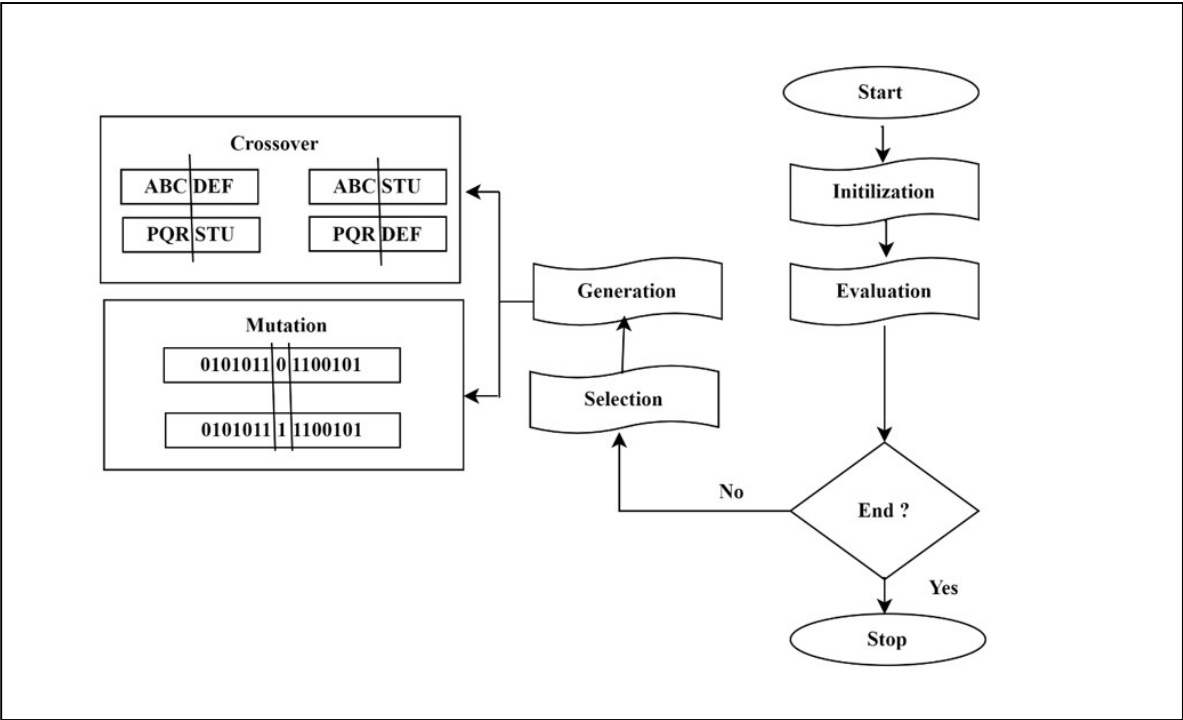 Start
Initilization
Evaluation
End ?
Yes
Stop
No
Selection
Generation
Crossover
ABC DEF
PQR STU
ABC STU
PQR DEF
Mutation
0101011 0 1100101
0101011 1 1100101